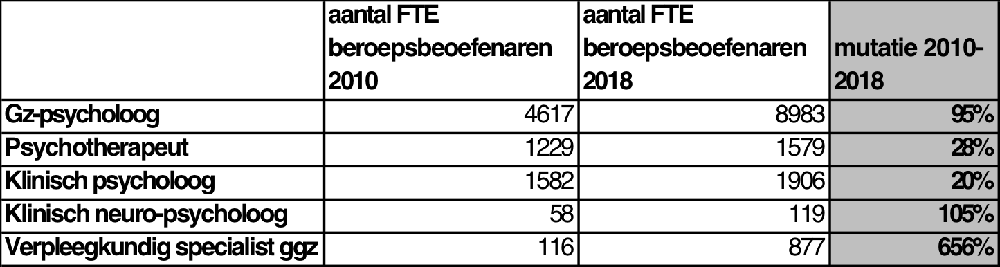 aantal FTE beroepsbeoefenaren 2010 aantal FTE beroepsbeoefenaren 2018 mutatie 2010-2018
Gz-psycholoog 4617 8983 95%
Psychotherapeut 1229 1579 28%
Klinisch psycholoog 1582 1906 20%
Klinisch neuro-psycholoog 58 119 105%
Verpleegkundig specialist ggz 116 877 656%